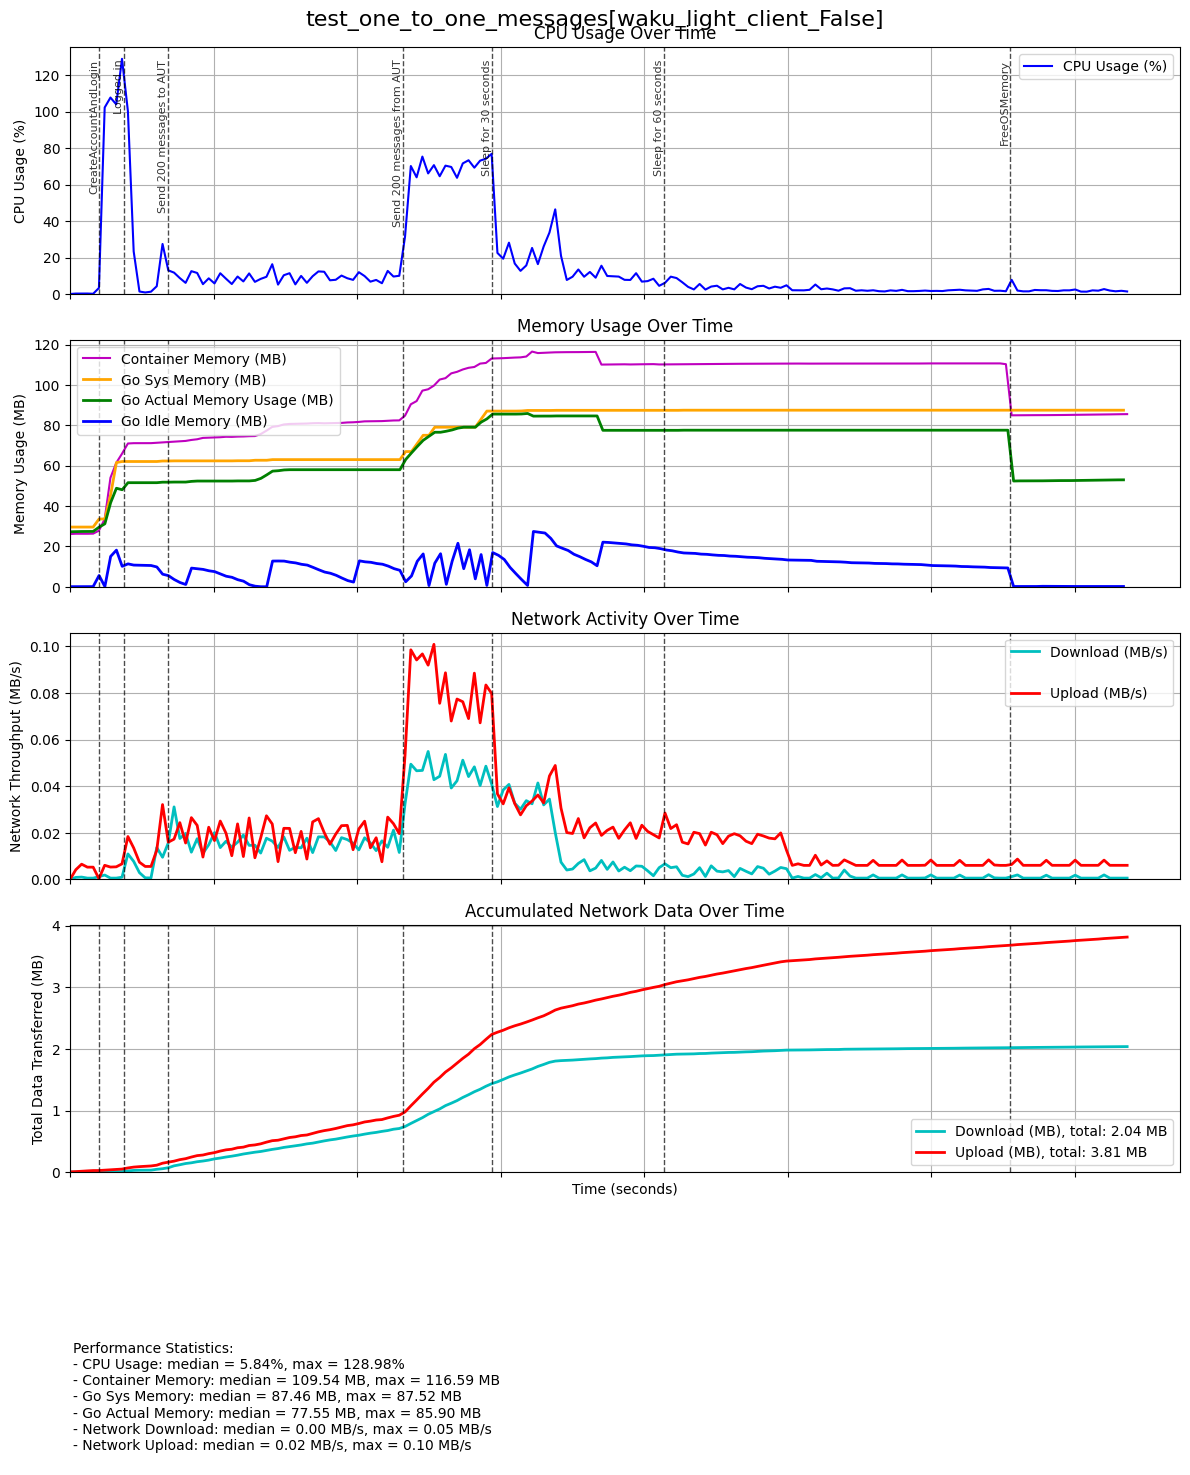 test_one_to_one_messages[waku_light_client_False]
CPU Usage Over Time
CPU Usage (%)
120
100
80
60
40
20
0
CreateAccountAndLogin
Logged in
Send 200 messages to AUT
Send 200 messages from AUT
Sleep for 30 seconds
Sleep for 60 seconds
FreeOSMemory
CPU Usage (%)
Memory Usage Over Time
Memory Usage (MB)
120
100
80
60
40
20
0
Container Memory (MB)
Go Sys Memory (MB)
Go Actual Memory Usage (MB)
Go Idle Memory (MB)
Network Activity Over Time
Network Throughput (MB/s)
0.10
0.08
0.06
0.04
0.02
0.00
Download (MB/s)
Upload (MB/s)
Accumulated Network Data Over Time
Total Data Transferred (MB)
4
3
2
1
0
Download (MB), total: 2.04 MB
Upload (MB), total: 3.81 MB
Time (seconds)
Performance Statistics:
- CPU Usage: median = 5.84%, max = 128.98%
- Container Memory: median = 109.54 MB, max = 116.59 MB
- Go Sys Memory: median = 87.46 MB, max = 87.52 MB
- Go Actual Memory: median = 77.55 MB, max = 85.90 MB
- Network Download: median = 0.00 MB/s, max = 0.05 MB/s
- Network Upload: median = 0.02 MB/s, max = 0.10 MB/s